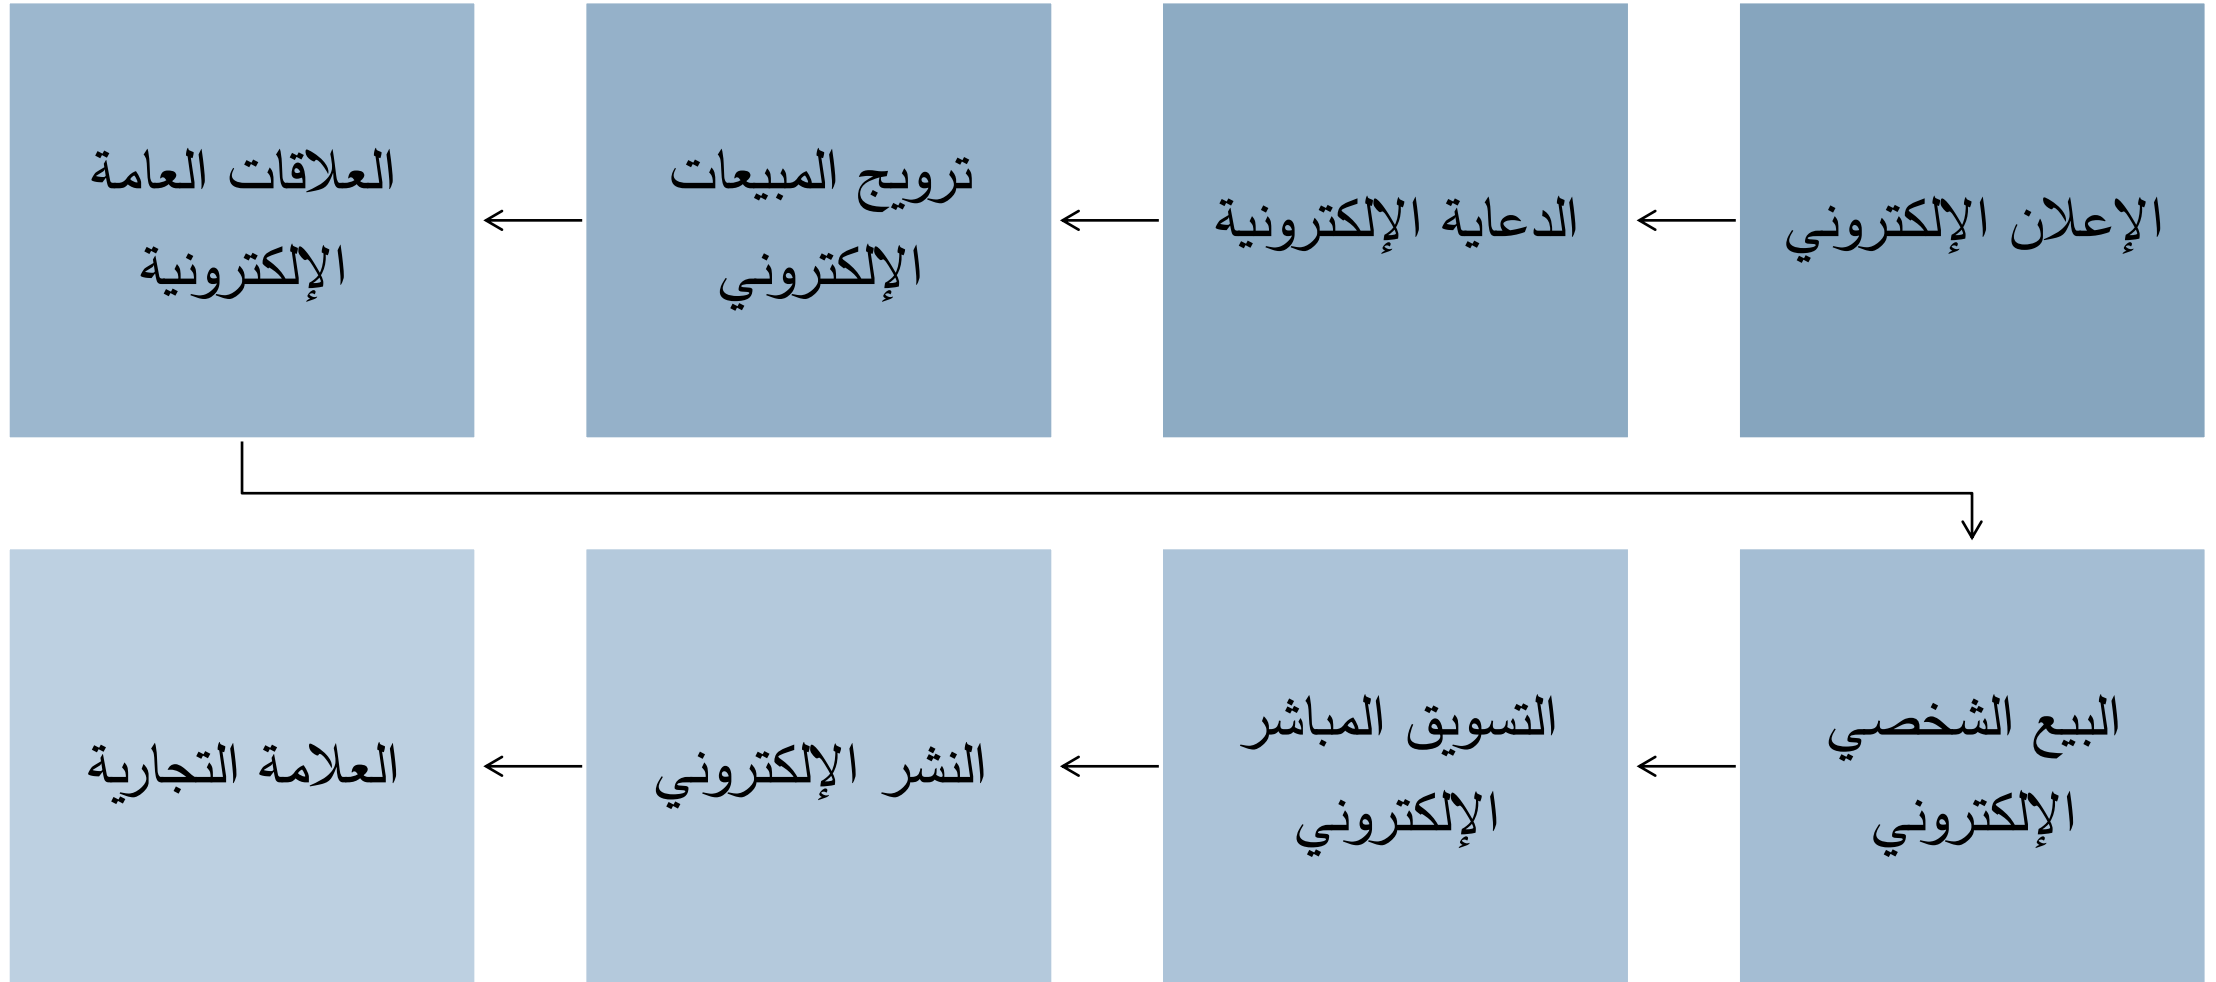 الإعلان الإلكتروني
الدعاية الإلكترونية
ترويج المبيعات
الإلكتروني
العلاقات العامة
الإلكترونية
البيع الشخصي
الإلكتروني
التسويق المباشر
الإلكتروني
النشر الإلكتروني
العلامة التجارية